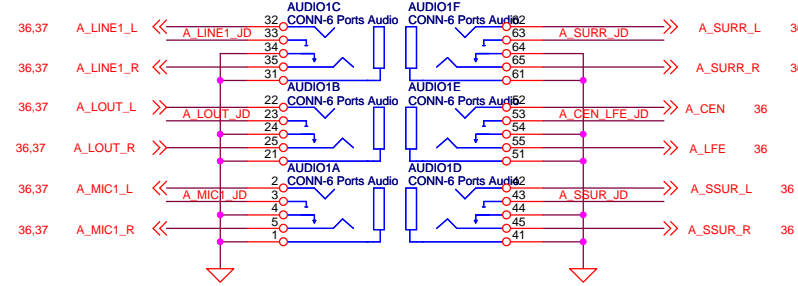 AUDIO1C
CONN-6 Ports Audio
36,37 A_LINE1_L 32
A_LINE1_JD 33
34
36,37 A_LINE1_R 35
31
AUDIO1B
CONN-6 Ports Audio
36,37 A_LOUT_L 22
A_LOUT_JD 23
24
36,37 A_LOUT_R 25
21
AUDIO1A
CONN-6 Ports Audio
36,37 A_MIC1_L 2
A_MIC1_JD 3
4
36,37 A_MIC1_R 5
1
AUDIO1F
CONN-6 Ports Audio
62 A_SURR_L
63 A_SURR_JD
64
65 A_SURR_R
61
AUDIO1E
CONN-6 Ports Audio
52 A_CEN 36
53 A_CEN_LFE_JD
54
55 A_LFE 36
51
AUDIO1D
CONN-6 Ports Audio
42 A_SSUR_L 36
43 A_SSUR_JD
44
45 A_SSUR_R 36
41